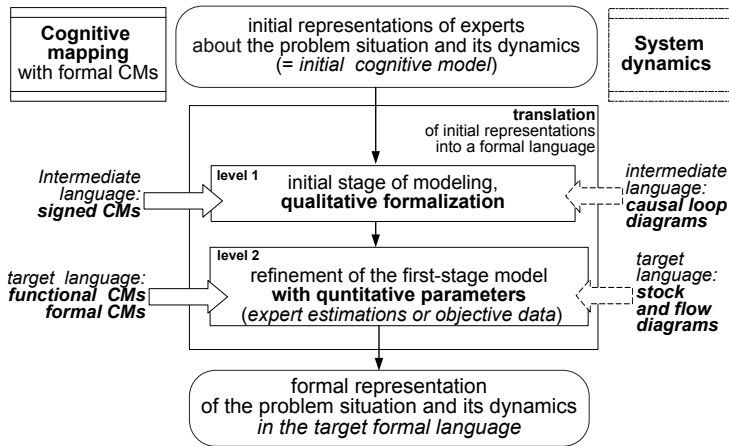 Cognitive
mapping
with formal CMs
initial representations of experts
about the problem situation and its dynamics
(= initial cognitive model)
System
dynamics
translation
of initial representations
into a formal language
Intermediate
language:
signed CMs
level 1
initial stage of modeling,
qualitative formalization
intermediate
language:
causal loop
diagrams
target language:
functional CMs
formal CMs
level 2
refinement of the first-stage model
with quntitative parameters
(expert estimations or objective data)
target
language:
stock
and flow
diagrams
formal representation
of the problem situation and its dynamics
in the target formal language